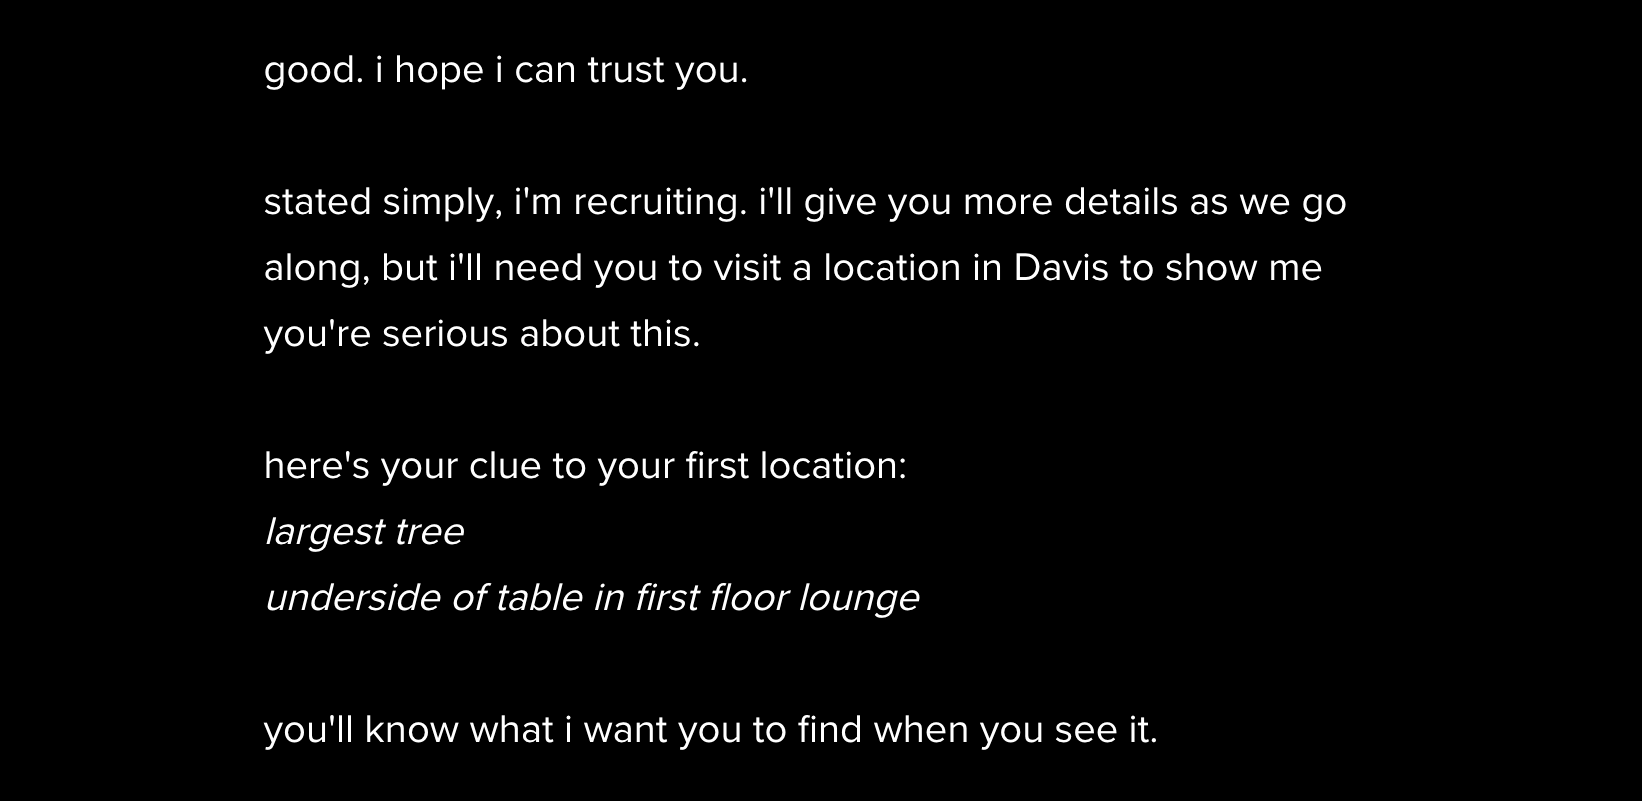 good. i hope i can trust you.
stated simply, i'm recruiting. i'll give you more details as we go
along, but i'll need you to visit a location in Davis to show me
you're serious about this.
here's your clue to your first location:
largest tree
underside of table in first floor lounge
you'll know what i want you to find when you see it.